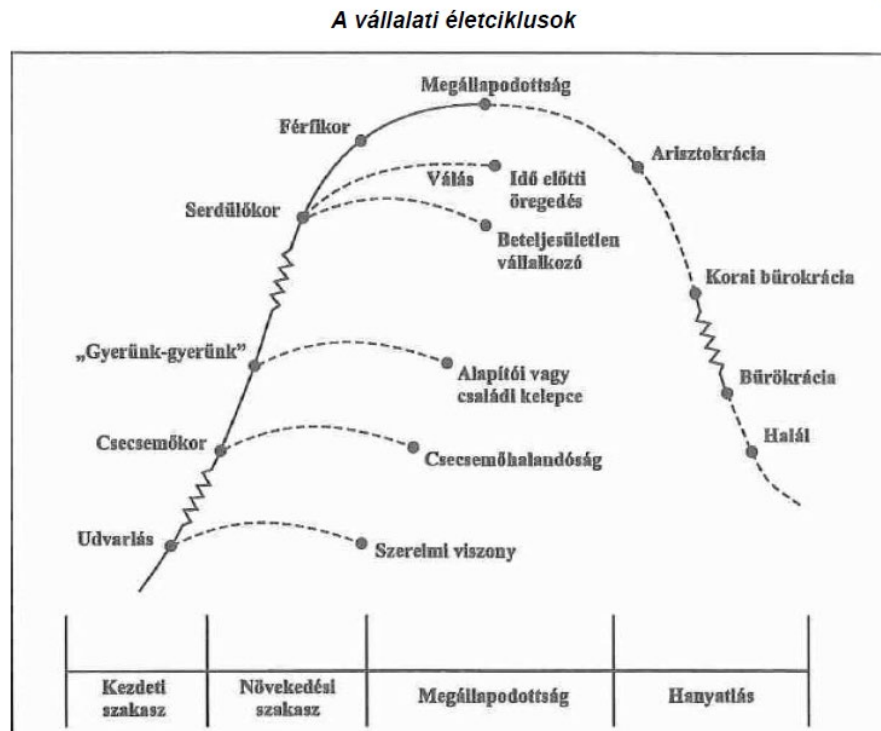 A vállalati életciklusok
Megállapodottság
Férfikor
Arisztokrácia
Válás
Idő előtti
öregedés
Serdülőkor
Beteljesületlen
vállalkozó
Korai bürokrácia
„Gyerünk-gyerünk”
Alapítói vagy
családi kelepce
Bürökrácia
Csecsemőkor
Csecsemőhalandóság
Halál
Udvarlás
Szerelmi viszony
Kezdeti
szakasz
Növekedési
szakasz
Megállapodottság
Hanyatlás